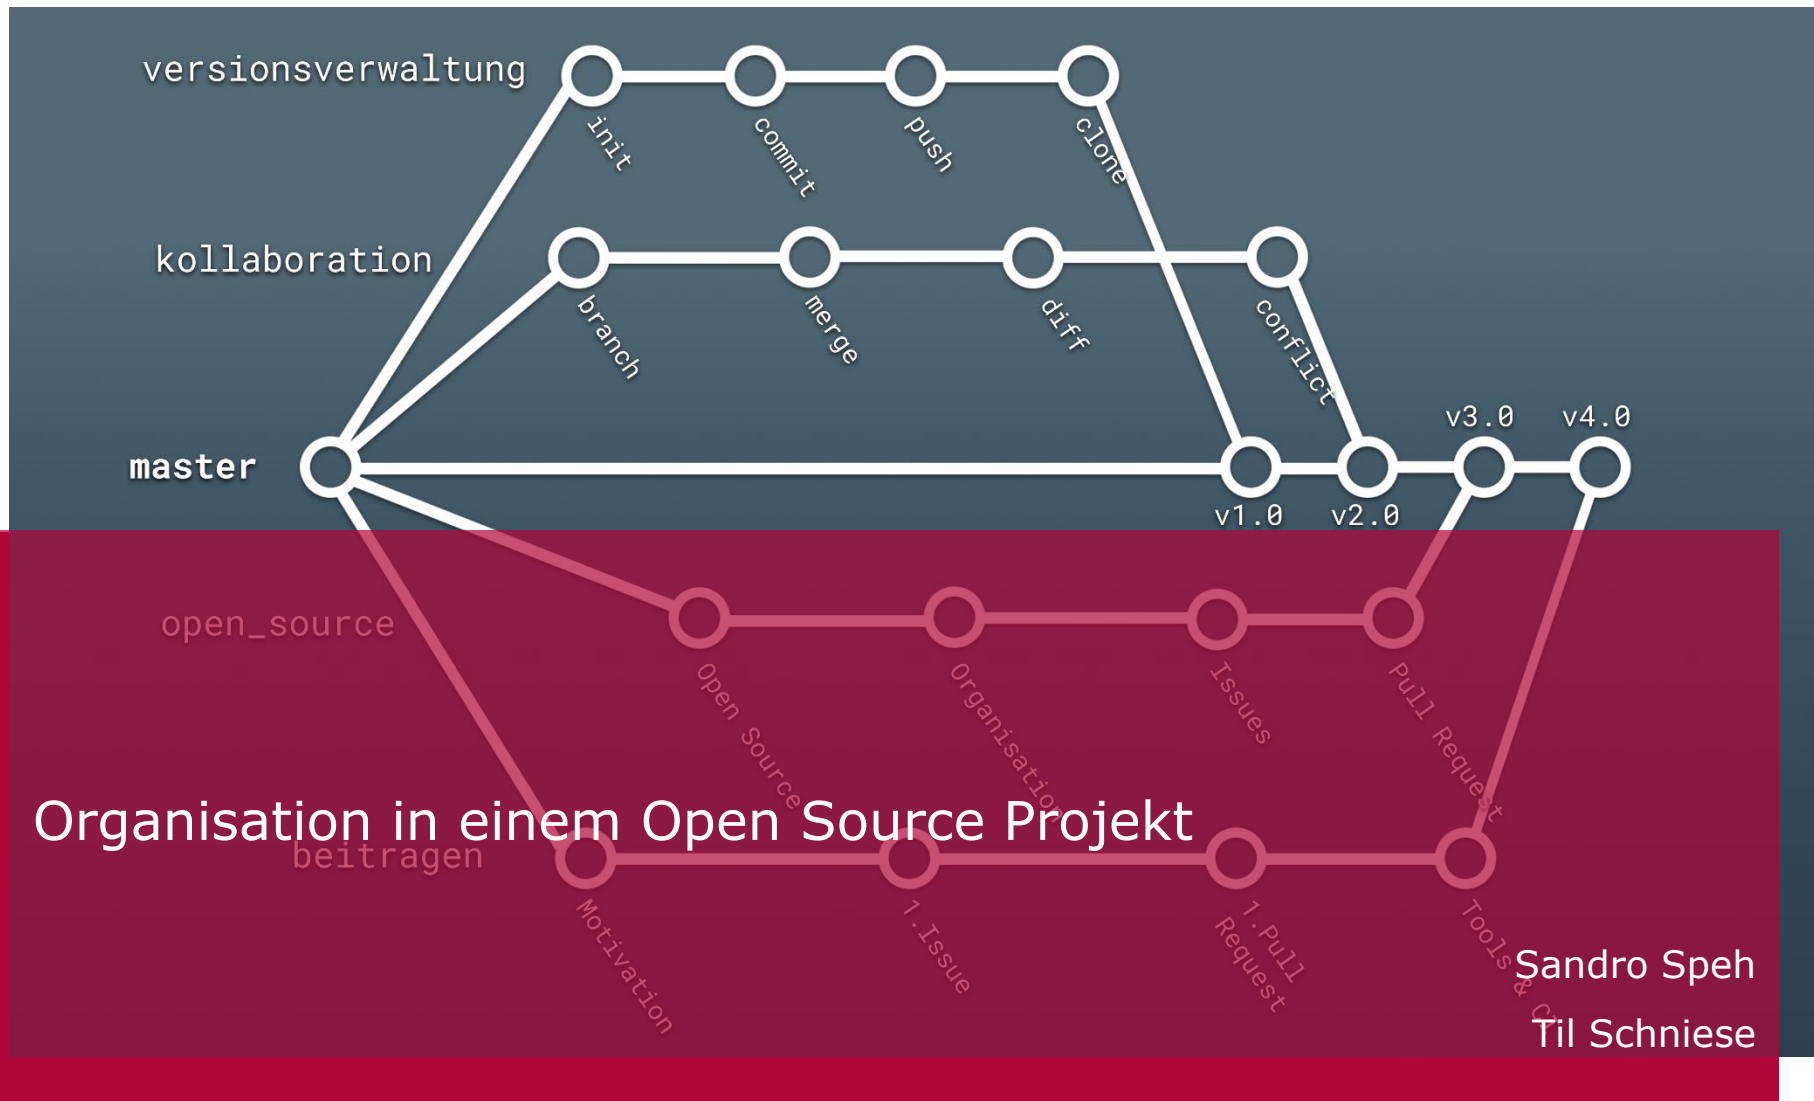 versionsverwaltung
init
commit
push
clone
kollaboration
branch
merge
diff
conflict
master
v1.0
v2.0
v3.0
v4.0
open_source
Open Source
Organisation
Issues
Pull Request
Organisation in einem Open Source Projekt
beitragen
Motivation
1.Issue
1.Pull
Request
Tools &
Sandro Speh
Til Schniese